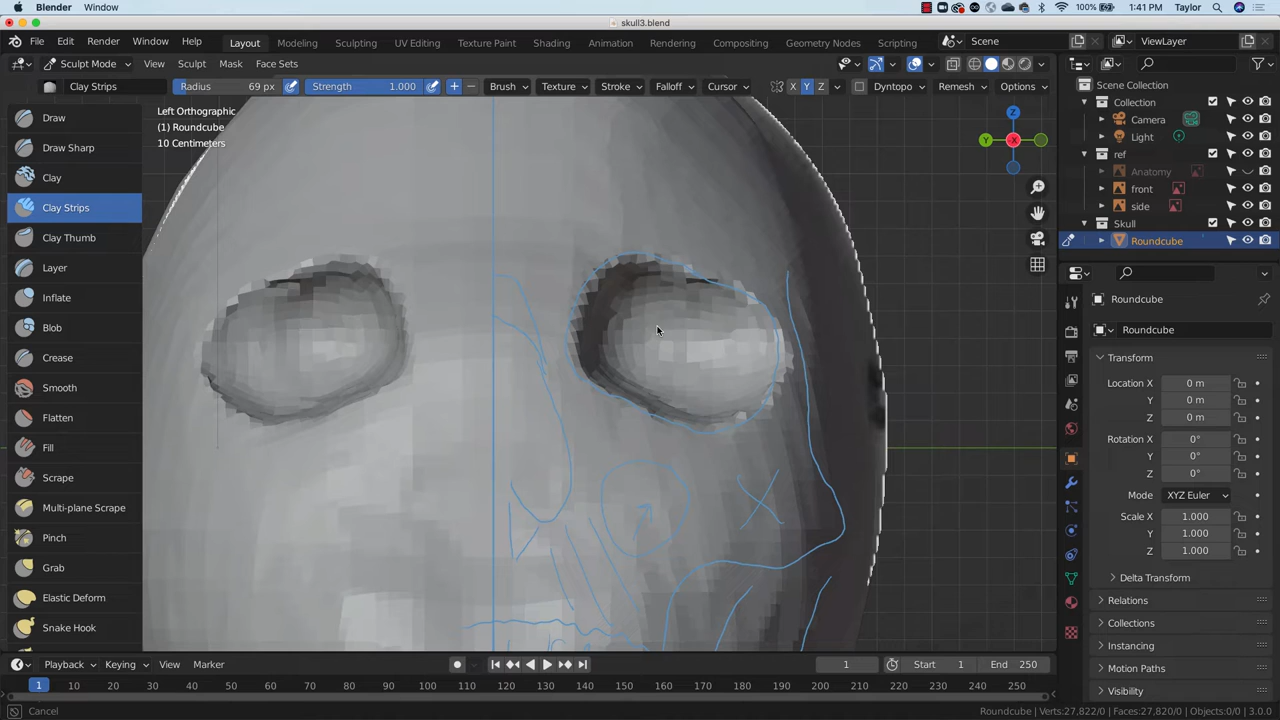 Blender Window 100% 1:41 PM Taylor
skull3.blend
File Edit Render Window Help Layout Modeling Sculpting UV Editing Texture Paint Shading Animation Rendering Compositing Geometry Nodes Scripting Scene ViewLayer
Sculpt Mode View Sculpt Mask Face Sets
Clay Strips Radius 69 px Strength 1.000 Brush Texture Stroke Falloff Cursor X Y Z Dyntopo Remesh Options
Draw
Draw Sharp
Clay
Clay Strips
Clay Thumb
Layer
Inflate
Blob
Crease
Smooth
Flatten
Fill
Scrape
Multi-plane Scrape
Pinch
Grab
Elastic Deform
Snake Hook
Left Orthographic
(1) Roundcube
10 Centimeters
Z
Y X
Scene Collection
Collection
Camera
Light
ref
Anatomy
front
side
Skull
Roundcube
Roundcube
Roundcube
Transform
Location X 0 m
Y 0 m
Z 0 m
Rotation X 0°
Y 0°
Z 0°
Mode XYZ Euler
Scale X 1.000
Y 1.000
Z 1.000
Delta Transform
Relations
Collections
Instancing
Motion Paths
Visibility
Playback Keying View Marker 1 Start 1 End 250
1 10 20 30 40 50 60 70 80 90 100 110 120 130 140 150 160 170 180 190 200 210 220 230 240 250
Cancel Roundcube | Verts:27,822/0 | Faces:27,820/0 | Objects:0/0 | 3.0.0